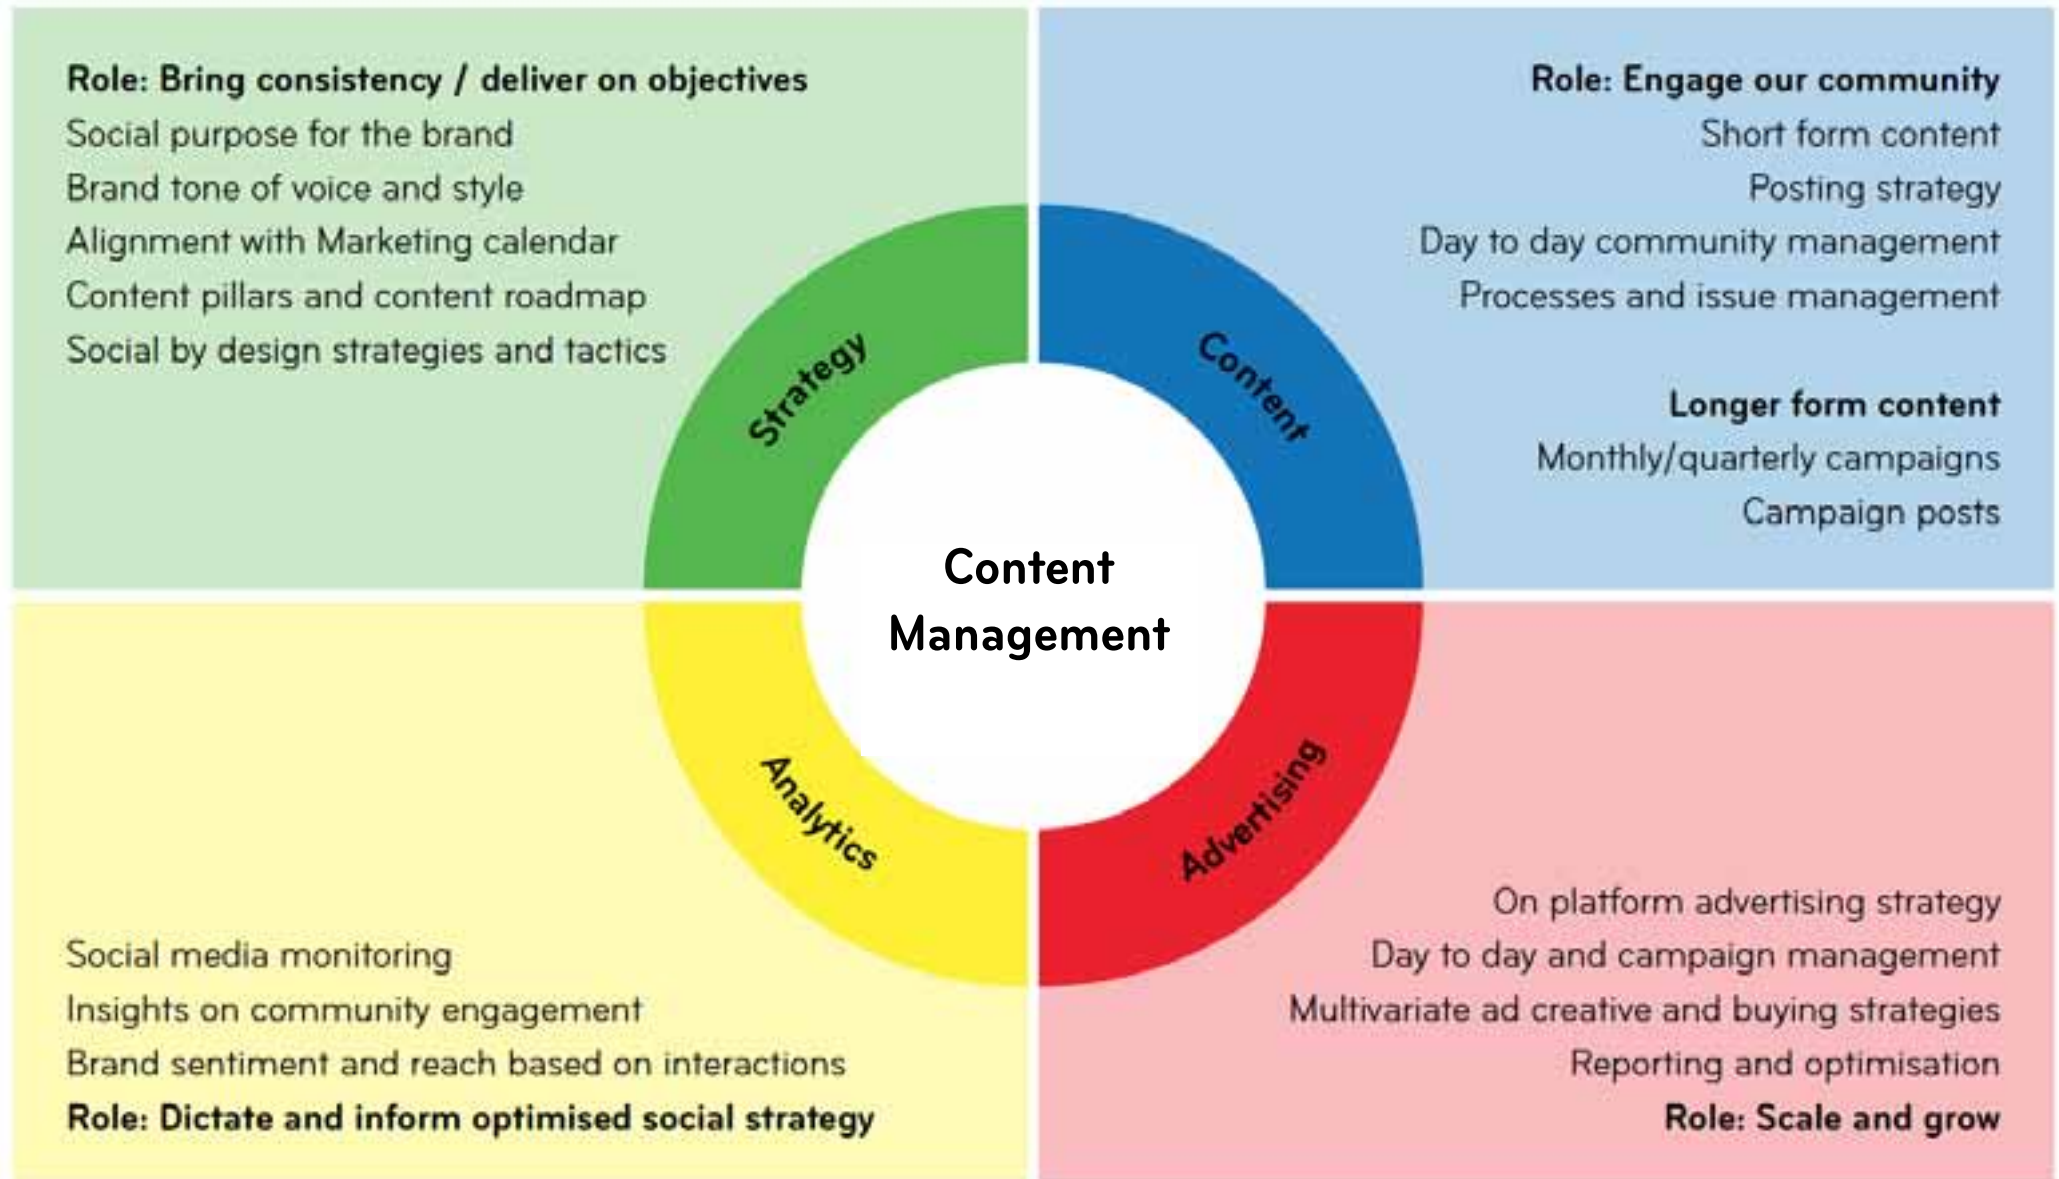 Role: Bring consistency / deliver on objectives
Social purpose for the brand
Brand tone of voice and style
Alignment with Marketing calendar
Content pillars and content roadmap
Social by design strategies and tactics
Strategy
Role: Engage our community
Short form content
Posting strategy
Day to day community management
Processes and issue management
Longer form content
Monthly/quarterly campaigns
Campaign posts
Content
Content
Management
Analytics
Social media monitoring
Insights on community engagement
Brand sentiment and reach based on interactions
Role: Dictate and inform optimised social strategy
Advertising
On platform advertising strategy
Day to day and campaign management
Multivariate ad creative and buying strategies
Reporting and optimisation
Role: Scale and grow